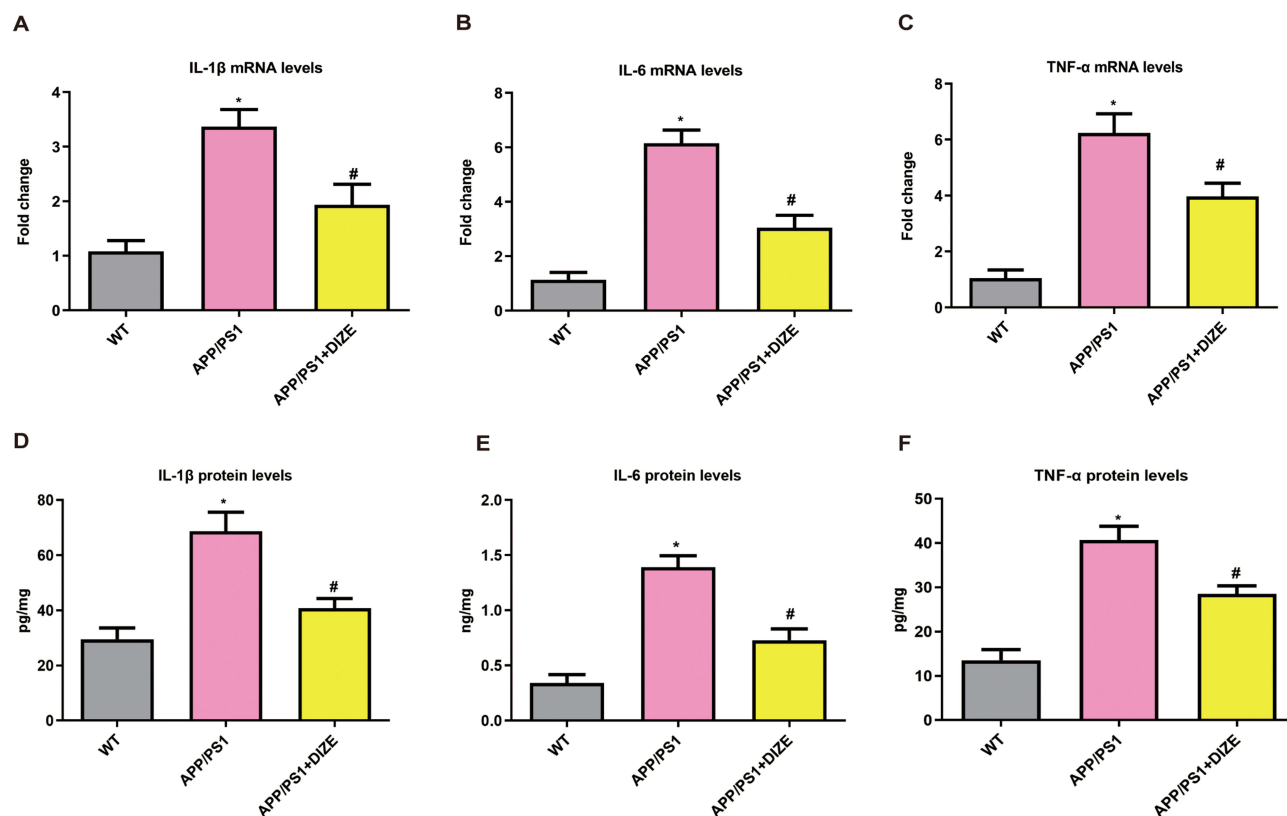 A
IL-1β mRNA levels
Fold change
4
3
2
1
0
*
#
WT
APP/PS1
APP/PS1+DIZE
B
IL-6 mRNA levels
Fold change
8
6
4
2
0
*
#
WT
APP/PS1
APP/PS1+DIZE
C
TNF-α mRNA levels
Fold change
8
6
4
2
0
*
#
WT
APP/PS1
APP/PS1+DIZE
D
IL-1β protein levels
pg/mg
80
60
40
20
0
*
#
WT
APP/PS1
APP/PS1+DIZE
E
IL-6 protein levels
ng/mg
2.0
1.5
1.0
0.5
0.0
*
#
WT
APP/PS1
APP/PS1+DIZE
F
TNF-α protein levels
pg/mg
50
40
30
20
10
0
*
#
WT
APP/PS1
APP/PS1+DIZE